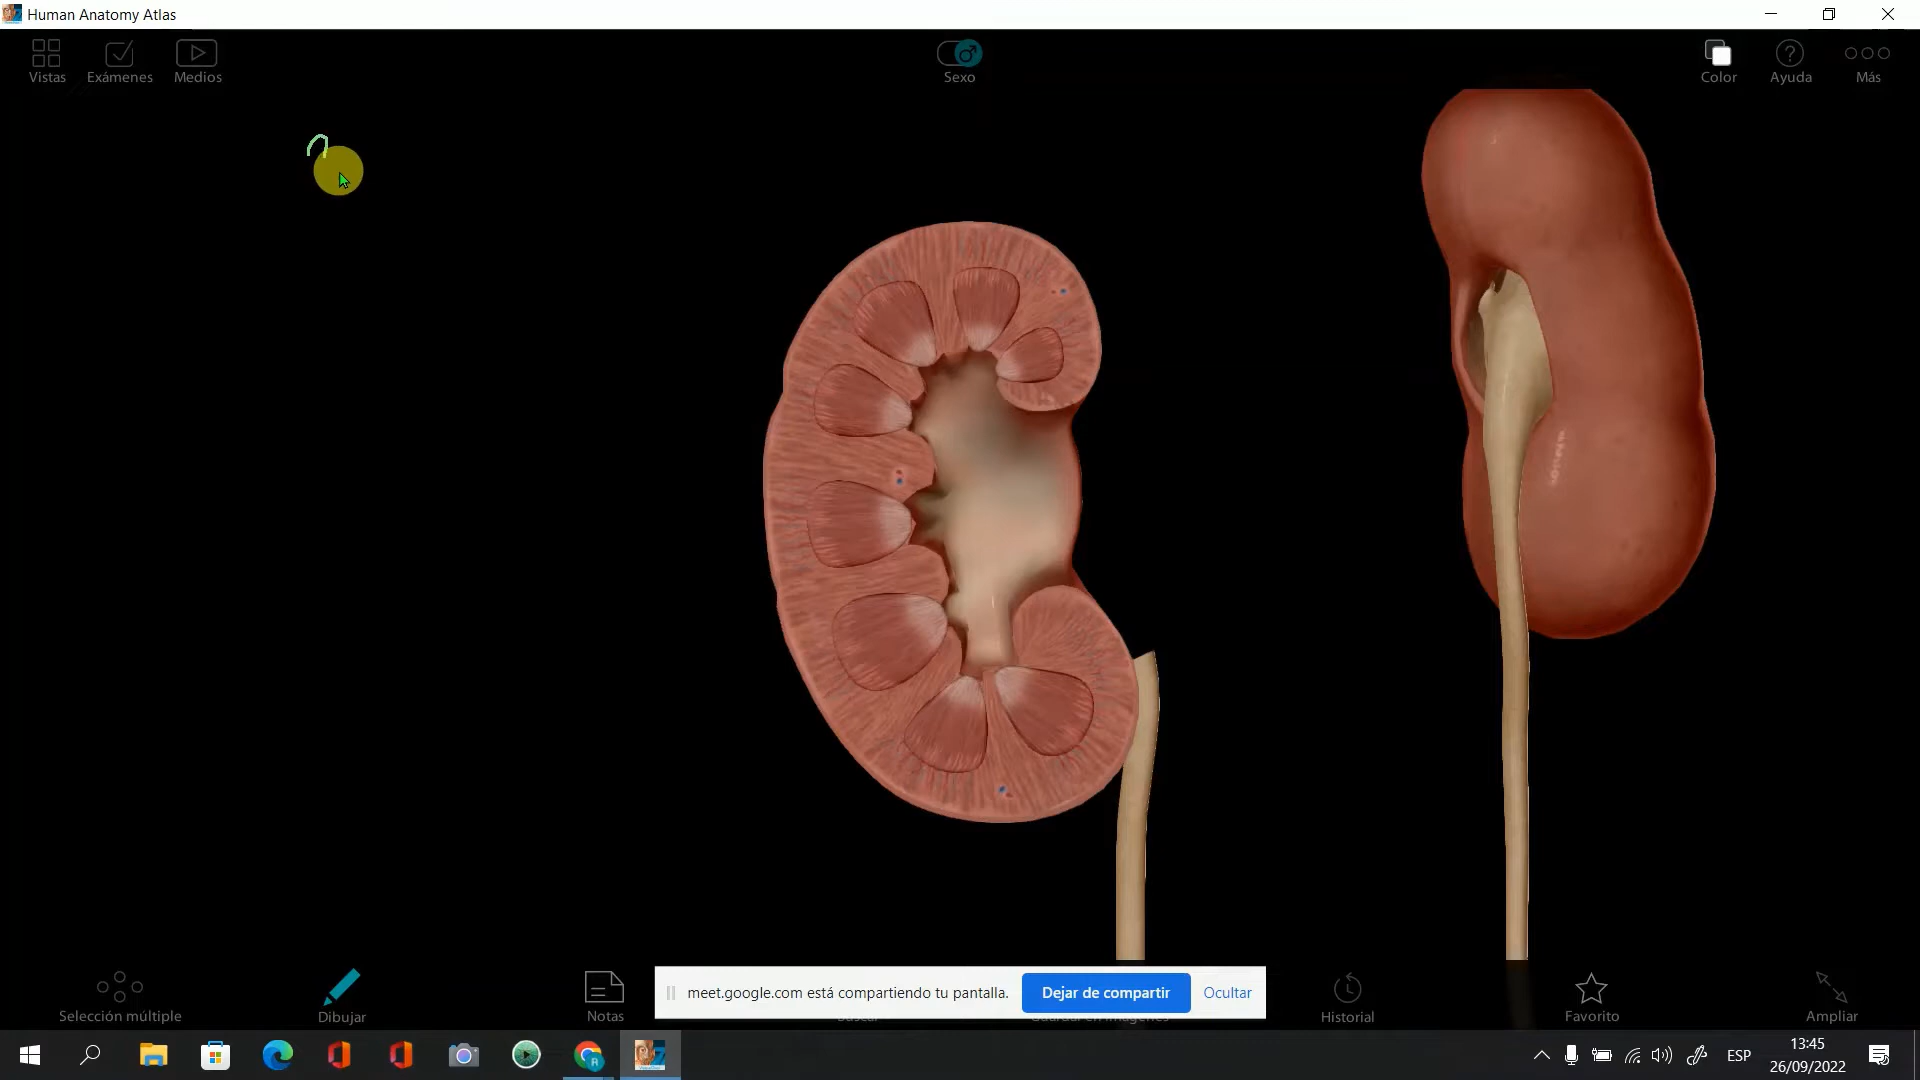 Human Anatomy Atlas
Vistas
Exámenes
Medios
Sexo
Color
Ayuda
Más
Selección múltiple
Dibujar
Notas
meet.google.com está compartiendo tu pantalla.
Dejar de compartir
Ocultar
Historial
Favorito
Ampliar
ESP
13:45
26/09/2022